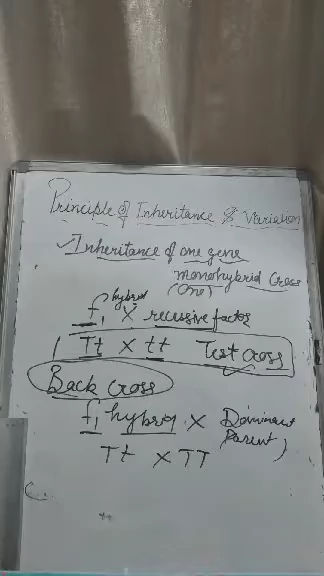 Principle of Inheritance & Variation
✓Inheritance of one gene
monohybrid Cross
(One)
hybrid
f₁ X recessive factor
Tt X tt Test Cross
Back Cross
f₁ hybrid X Dominant
Parent)
Tt X TT